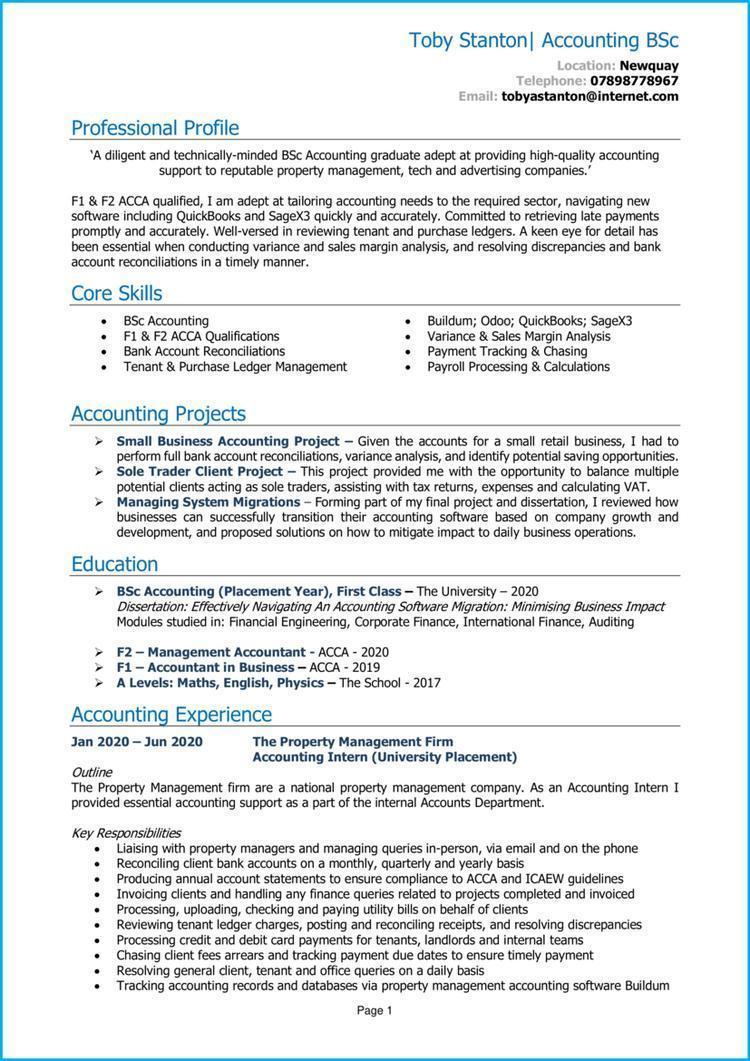 Toby Stanton| Accounting BSc
Location: Newquay
Telephone: 07898778967
Email: tobyastanton@internet.com
Professional Profile
‘A diligent and technically-minded BSc Accounting graduate adept at providing high-quality accounting
support to reputable property management, tech and advertising companies.’
F1 & F2 ACCA qualified, I am adept at tailoring accounting needs to the required sector, navigating new
software including QuickBooks and SageX3 quickly and accurately. Committed to retrieving late payments
promptly and accurately. Well-versed in reviewing tenant and purchase ledgers. A keen eye for detail has
been essential when conducting variance and sales margin analysis, and resolving discrepancies and bank
account reconciliations in a timely manner.
Core Skills
• BSc Accounting
• F1 & F2 ACCA Qualifications
• Bank Account Reconciliations
• Tenant & Purchase Ledger Management
• Buildum; Odoo; QuickBooks; SageX3
• Variance & Sales Margin Analysis
• Payment Tracking & Chasing
• Payroll Processing & Calculations
Accounting Projects
➢ Small Business Accounting Project – Given the accounts for a small retail business, I had to
perform full bank account reconciliations, variance analysis, and identify potential saving opportunities.
➢ Sole Trader Client Project – This project provided me with the opportunity to balance multiple
potential clients acting as sole traders, assisting with tax returns, expenses and calculating VAT.
➢ Managing System Migrations – Forming part of my final project and dissertation, I reviewed how
businesses can successfully transition their accounting software based on company growth and
development, and proposed solutions on how to mitigate impact to daily business operations.
Education
➢ BSc Accounting (Placement Year), First Class – The University – 2020
Dissertation: Effectively Navigating An Accounting Software Migration: Minimising Business Impact
Modules studied in: Financial Engineering, Corporate Finance, International Finance, Auditing
➢ F2 – Management Accountant - ACCA - 2020
➢ F1 – Accountant in Business – ACCA - 2019
➢ A Levels: Maths, English, Physics – The School - 2017
Accounting Experience
Jan 2020 – Jun 2020 The Property Management Firm
Accounting Intern (University Placement)
Outline
The Property Management firm are a national property management company. As an Accounting Intern I
provided essential accounting support as a part of the internal Accounts Department.
Key Responsibilities
• Liaising with property managers and managing queries in-person, via email and on the phone
• Reconciling client bank accounts on a monthly, quarterly and yearly basis
• Producing annual account statements to ensure compliance to ACCA and ICAEW guidelines
• Invoicing clients and handling any finance queries related to projects completed and invoiced
• Processing, uploading, checking and paying utility bills on behalf of clients
• Reviewing tenant ledger charges, posting and reconciling receipts, and resolving discrepancies
• Processing credit and debit card payments for tenants, landlords and internal teams
• Chasing client fees arrears and tracking payment due dates to ensure timely payment
• Resolving general client, tenant and office queries on a daily basis
• Tracking accounting records and databases via property management accounting software Buildum
Page 1